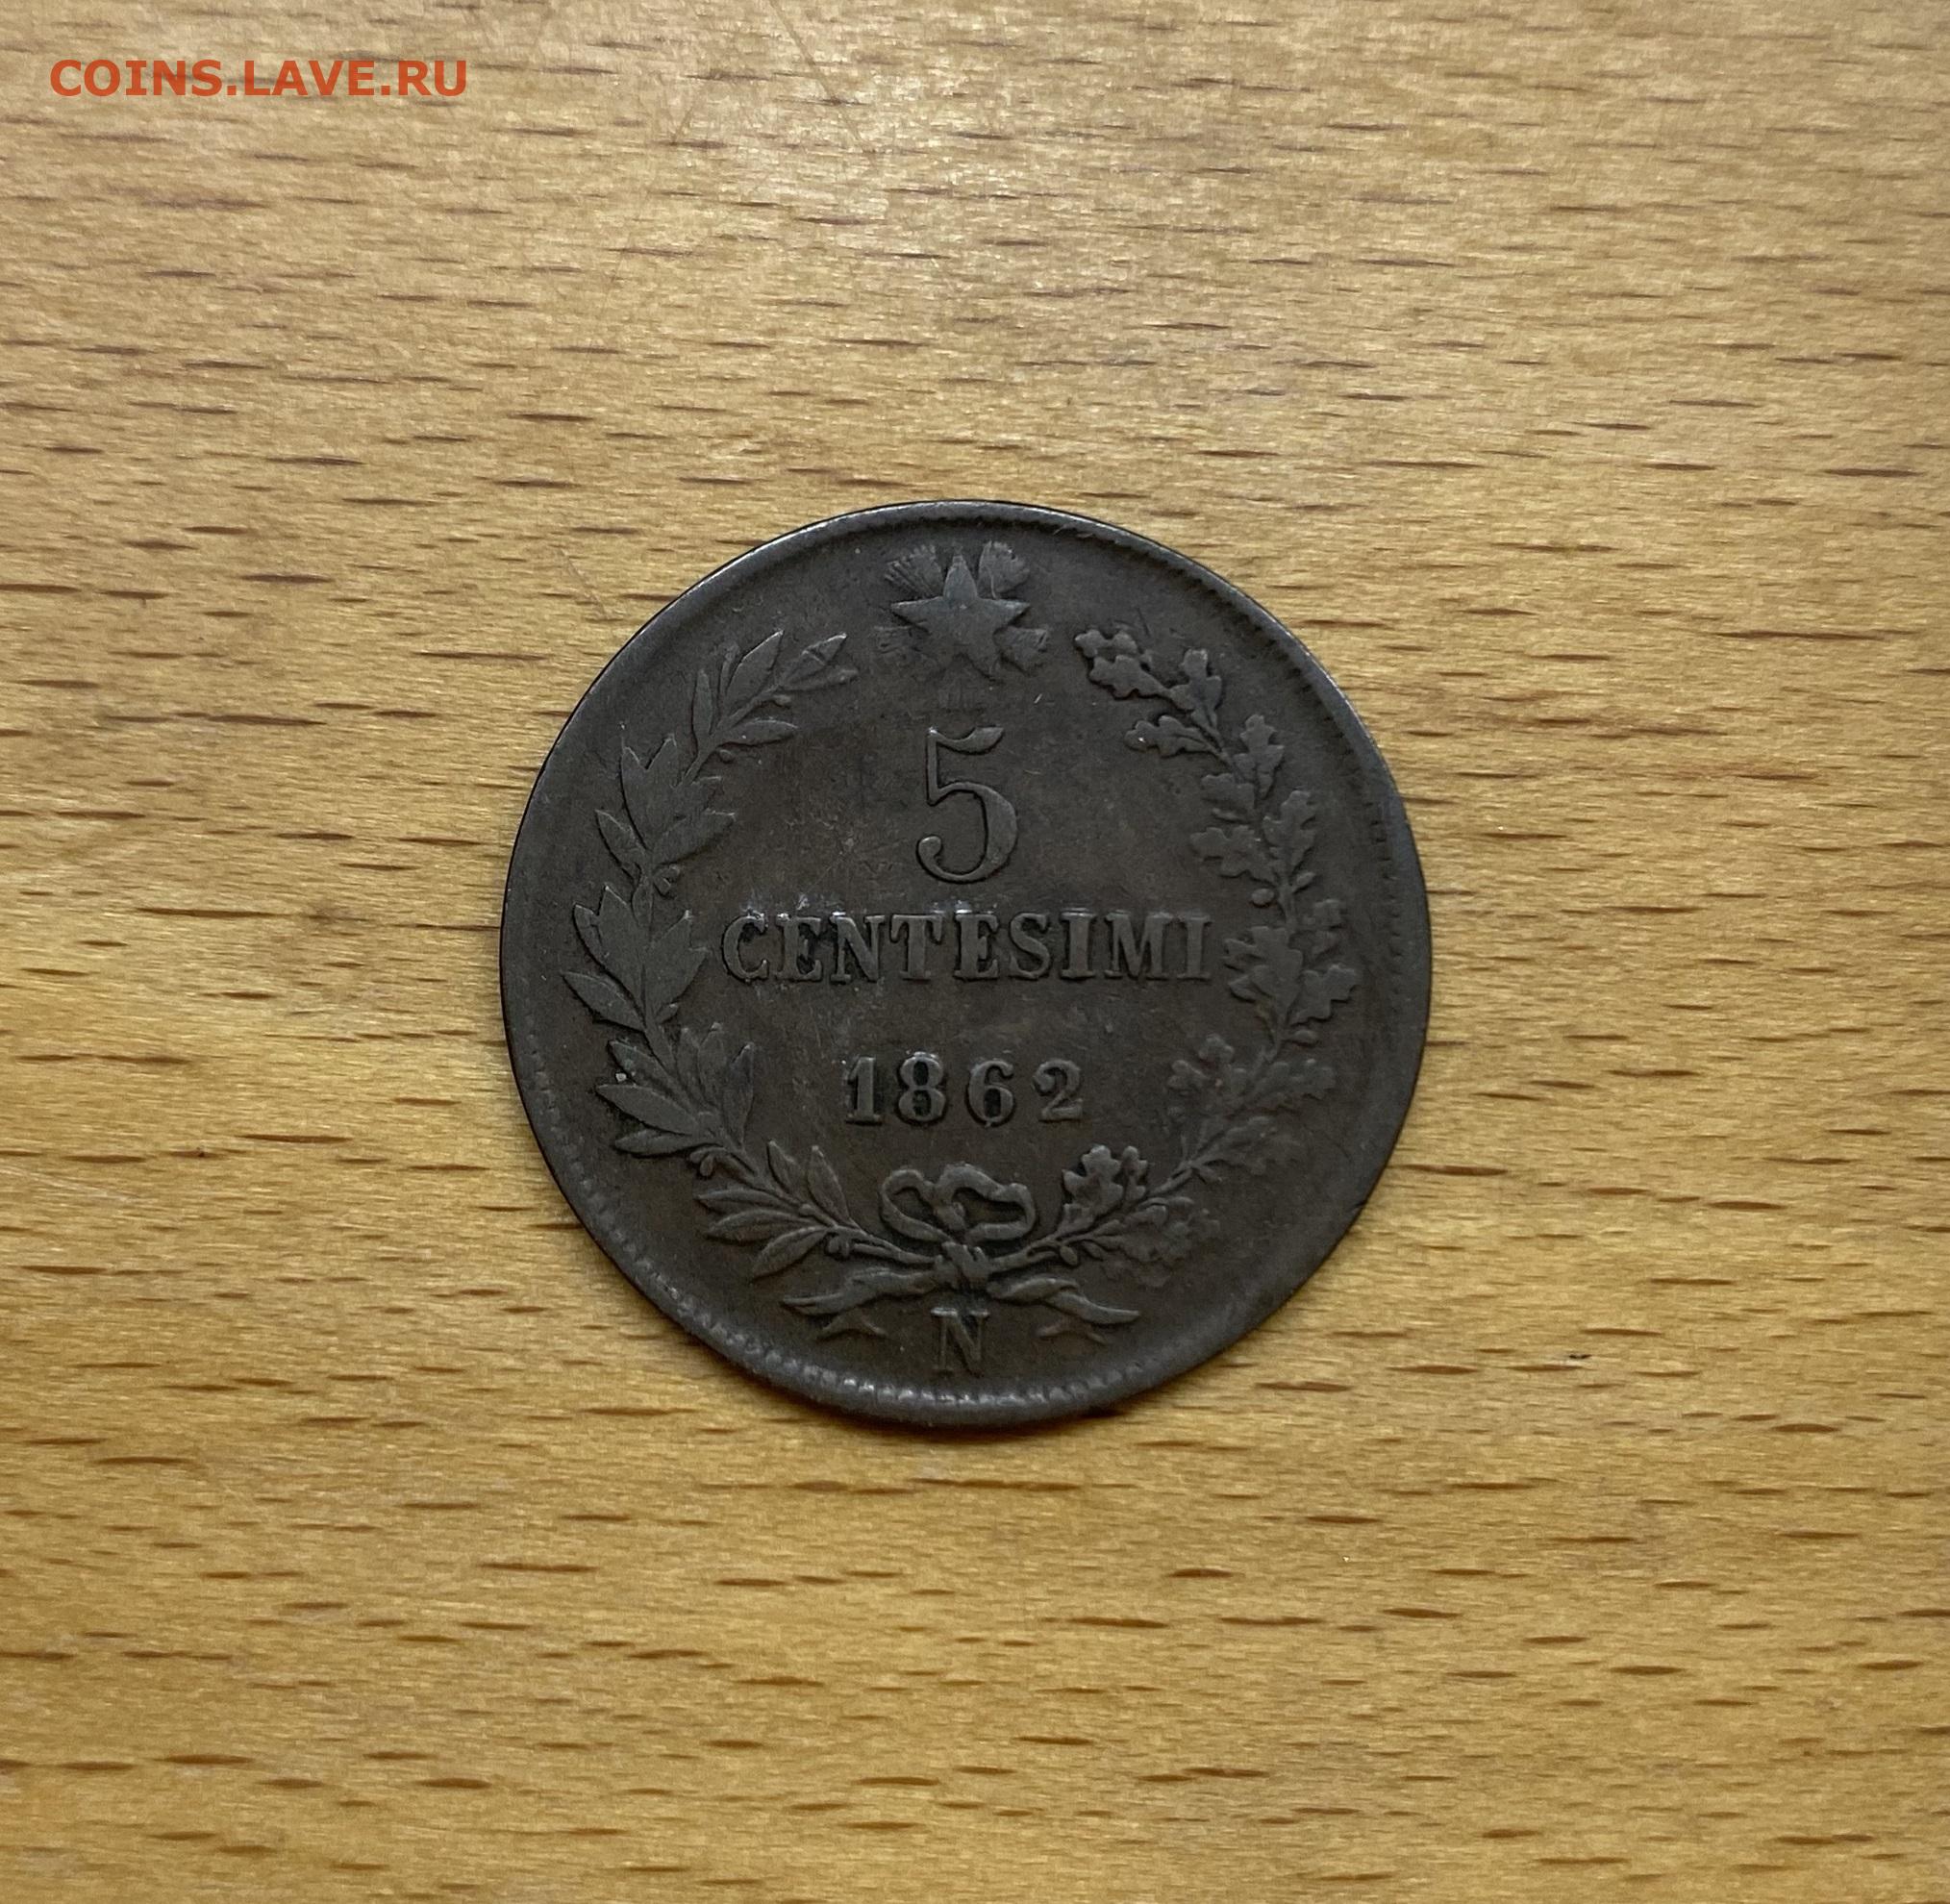 COINS.LAVE.RU
5
CENTESIMI
1862
N